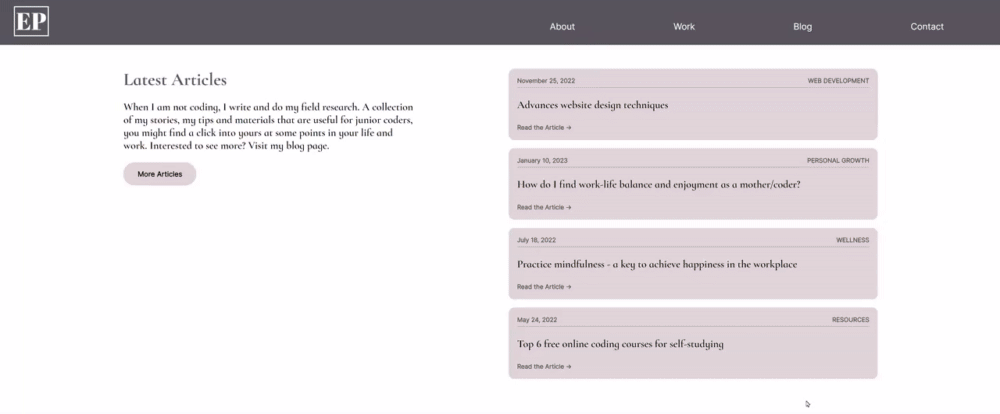 EP
About
Work
Blog
Contact
Latest Articles
When I am not coding, I write and do my field research. A collection
of my stories, my tips and materials that are useful for junior coders,
you might find a click into yours at some points in your life and
work. Interested to see more? Visit my blog page.
More Articles
November 25, 2022
WEB DEVELOPMENT
Advances website design techniques
Read the Article →
January 10, 2023
PERSONAL GROWTH
How do I find work-life balance and enjoyment as a mother/coder?
Read the Article →
July 18, 2022
WELLNESS
Practice mindfulness - a key to achieve happiness in the workplace
Read the Article →
May 24, 2022
RESOURCES
Top 6 free online coding courses for self-studying
Read the Article →